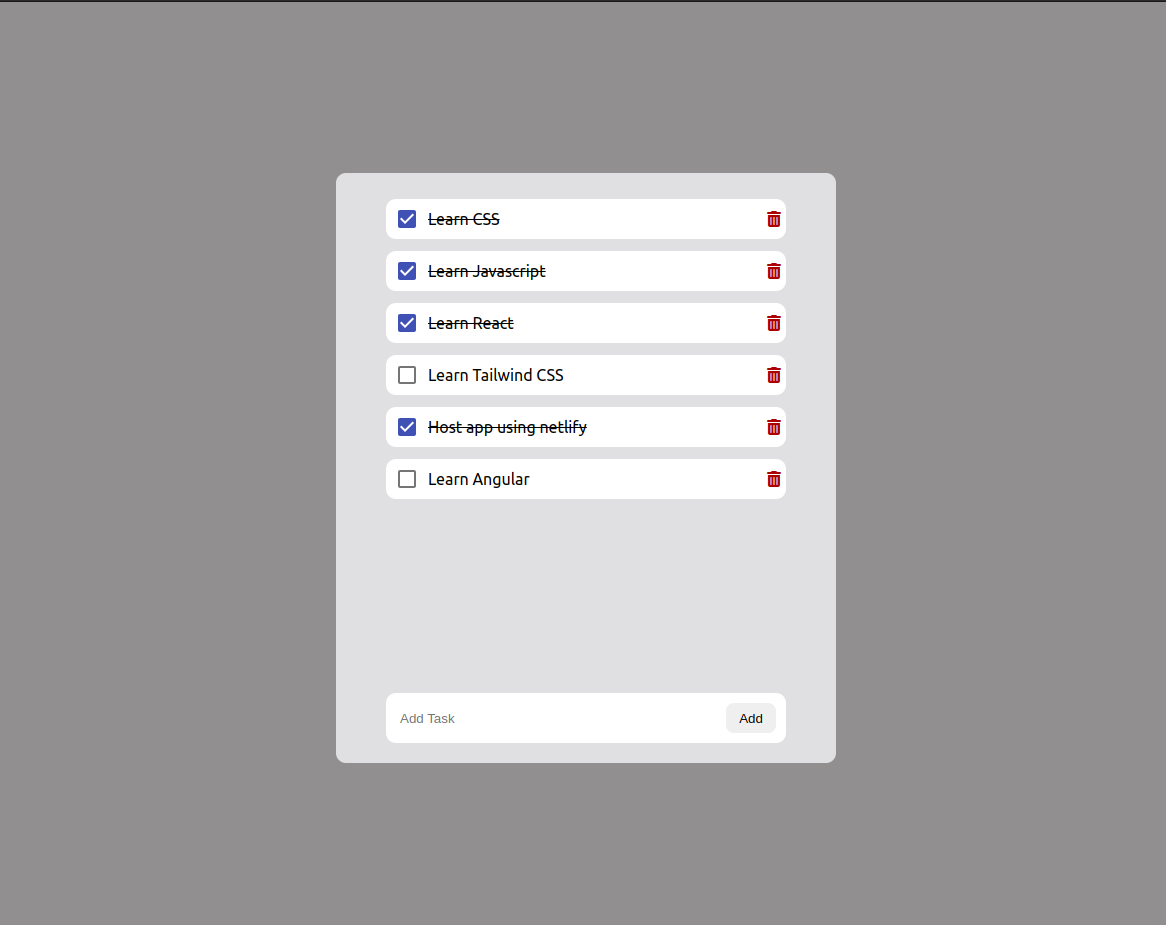 Learn CSS
Learn Javascript
Learn React
Learn Tailwind CSS
Host app using netlify
Learn Angular
Add Task
Add